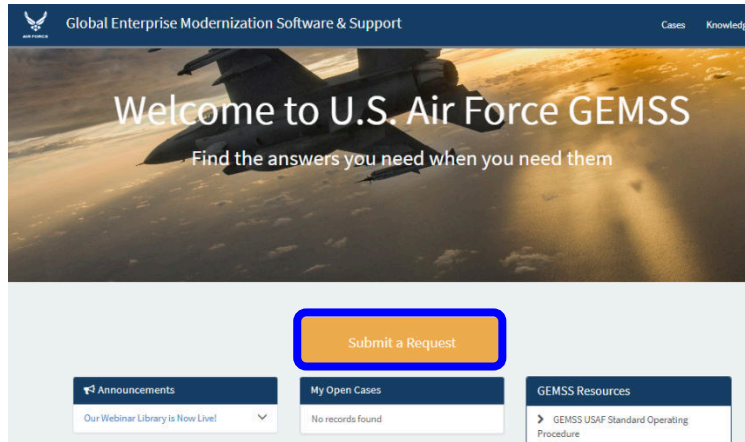 Global Enterprise Modernization Software & Support
Cases
Knowledg
AIR FORCE
Welcome to U.S. Air Force GEMSS
Find the answers you need when you need them
Submit a Request
Announcements
My Open Cases
GEMSS Resources
Our Webinar Library is Now Live!
No records found
GEMSS USAF Standard Operating
Procedure